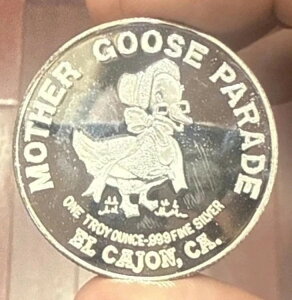 MOTHER GOOSE PARADE
ONE TROY OUNCE-.999 FINE SILVER
EL CAJON, CA.